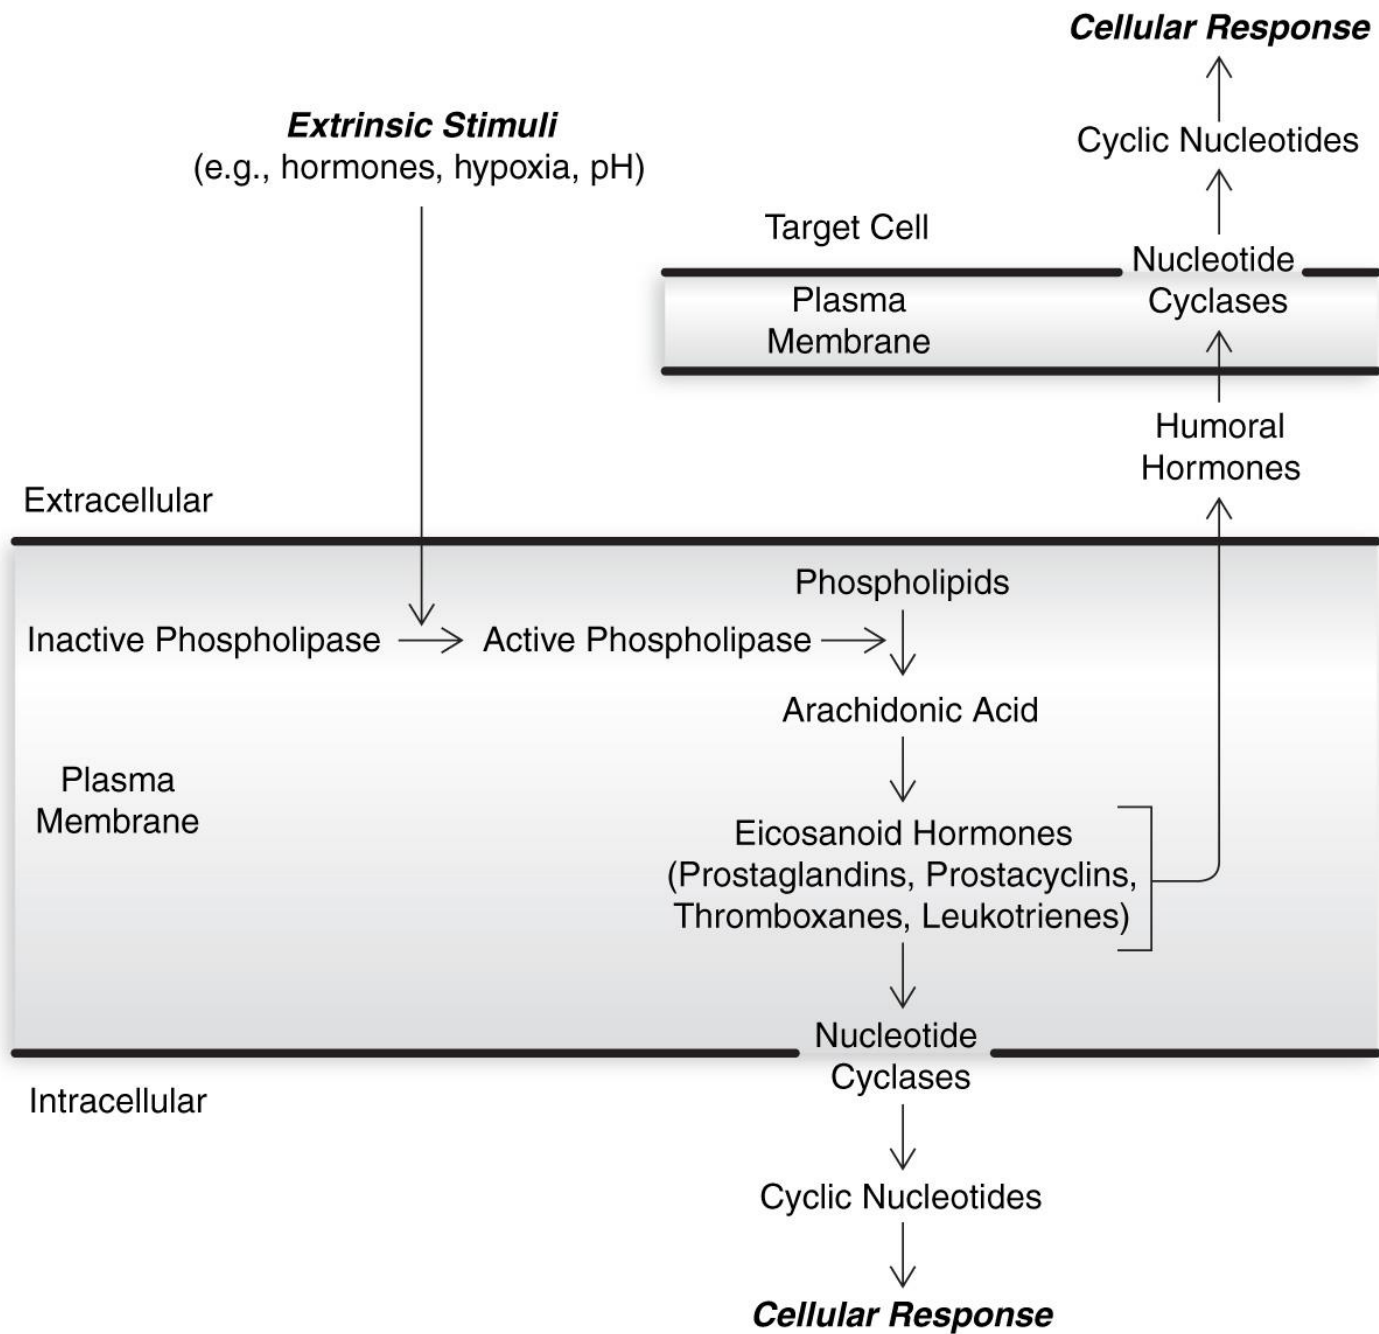 Cellular Response
Extrinsic Stimuli
(e.g., hormones, hypoxia, pH)
Cyclic Nucleotides
Target Cell
Nucleotide
Cyclases
Plasma
Membrane
Humoral
Hormones
Extracellular
Phospholipids
Inactive Phospholipase
Active Phospholipase
Arachidonic Acid
Plasma
Membrane
Eicosanoid Hormones
(Prostaglandins, Prostacyclins,
Thromboxanes, Leukotrienes)
Nucleotide
Cyclases
Intracellular
Cyclic Nucleotides
Cellular Response